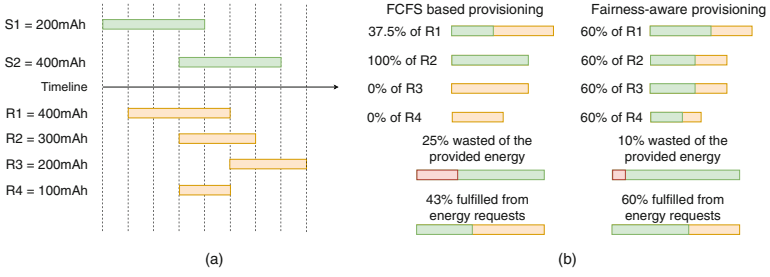 S1 = 200mAh
S2 = 400mAh
Timeline
R1 = 400mAh
R2 = 300mAh
R3 = 200mAh
R4 = 100mAh
(a)
FCFS based provisioning
37.5% of R1
100% of R2
0% of R3
0% of R4
25% wasted of the
provided energy
43% fulfilled from
energy requests
Fairness-aware provisioning
60% of R1
60% of R2
60% of R3
60% of R4
10% wasted of the
provided energy
60% fulfilled from
energy requests
(b)